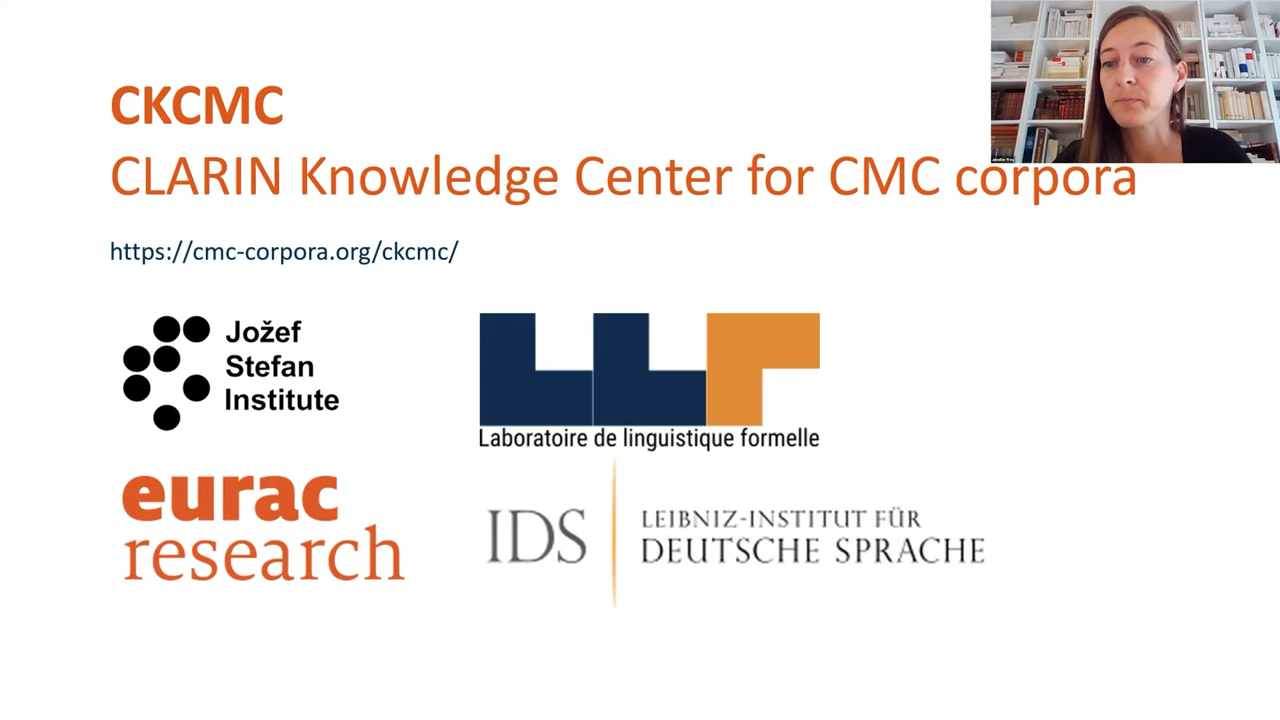 CKCMC
CLARIN Knowledge Center for CMC corpora
https://cmc-corpora.org/ckcmc/
Jožef
Stefan
Institute
LLF
Laboratoire de linguistique formelle
eurac
research
IDS
LEIBNIZ-INSTITUT FÜR
DEUTSCHE SPRACHE